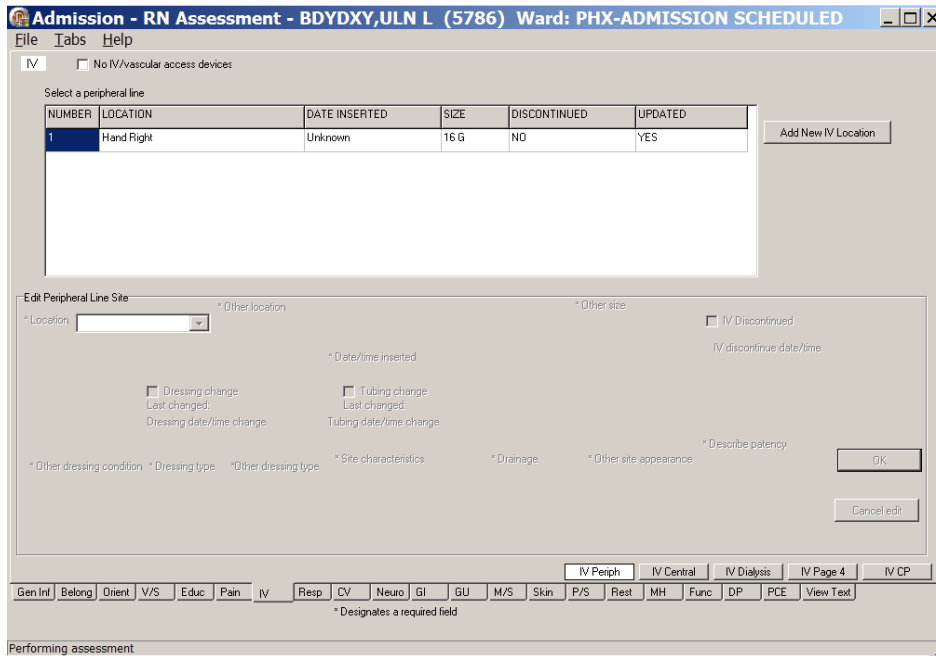 Admission - RN Assessment - BDYDXY,ULN L (5786) Ward: PHX-ADMISSION SCHEDULED
File Tabs Help
IV No IV/vascular access devices
Select a peripheral line
NUMBER LOCATION DATE INSERTED SIZE DISCONTINUED UPDATED
1 Hand Right Unknown 16 G NO YES
Add New IV Location
Edit Peripheral Line Site
* Other location * Other size
* Location IV Discontinued
* Date/time inserted IV discontinue date/time
Dressing change Tubing change
Last changed: Last changed:
Dressing date/time change Tubing date/time change
* Describe patency
* Other dressing condition * Dressing type *Other dressing type * Site characteristics * Drainage * Other site appearance OK
Cancel edit
IV Periph IV Central IV Dialysis IV Page 4 IV CP
Gen Inf Belong Orient V/S Educ Pain IV Resp CV Neuro GI GU M/S Skin P/S Rest MH Func DP PCE View Text
* Designates a required field
Performing assessment